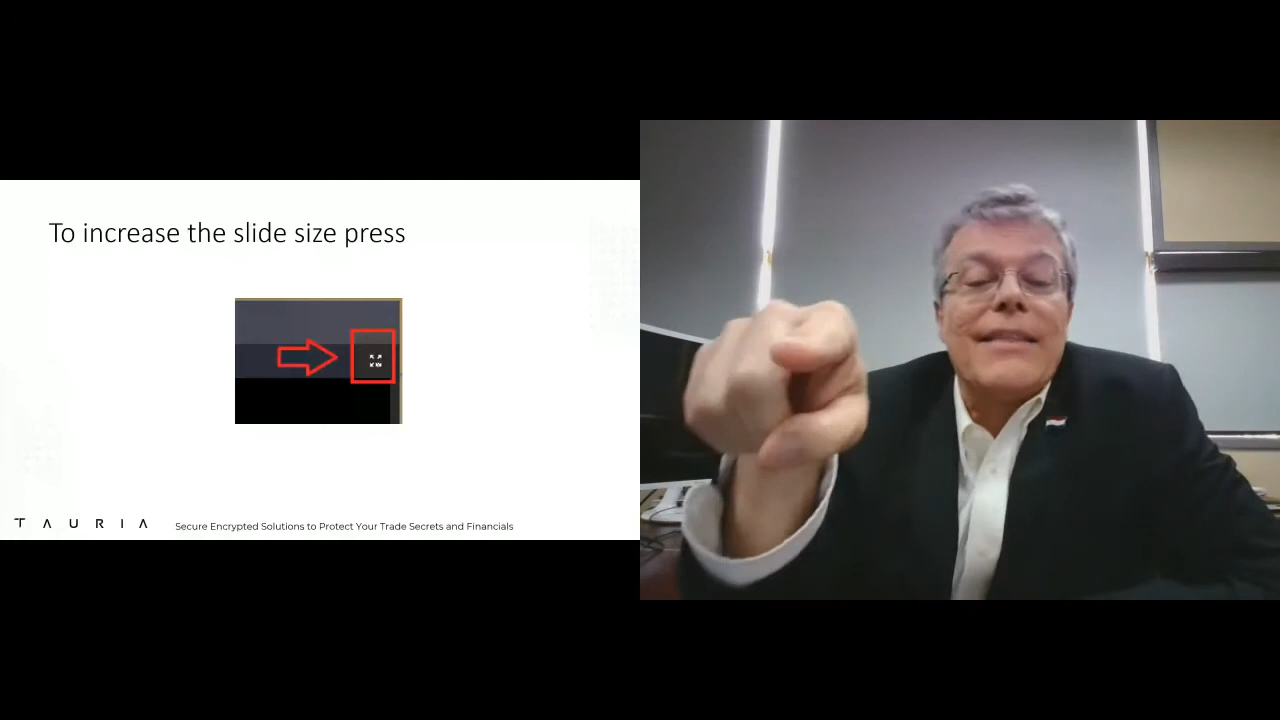 To increase the slide size press
TAURIA
Secure Encrypted Solutions to Protect Your Trade Secrets and Financials